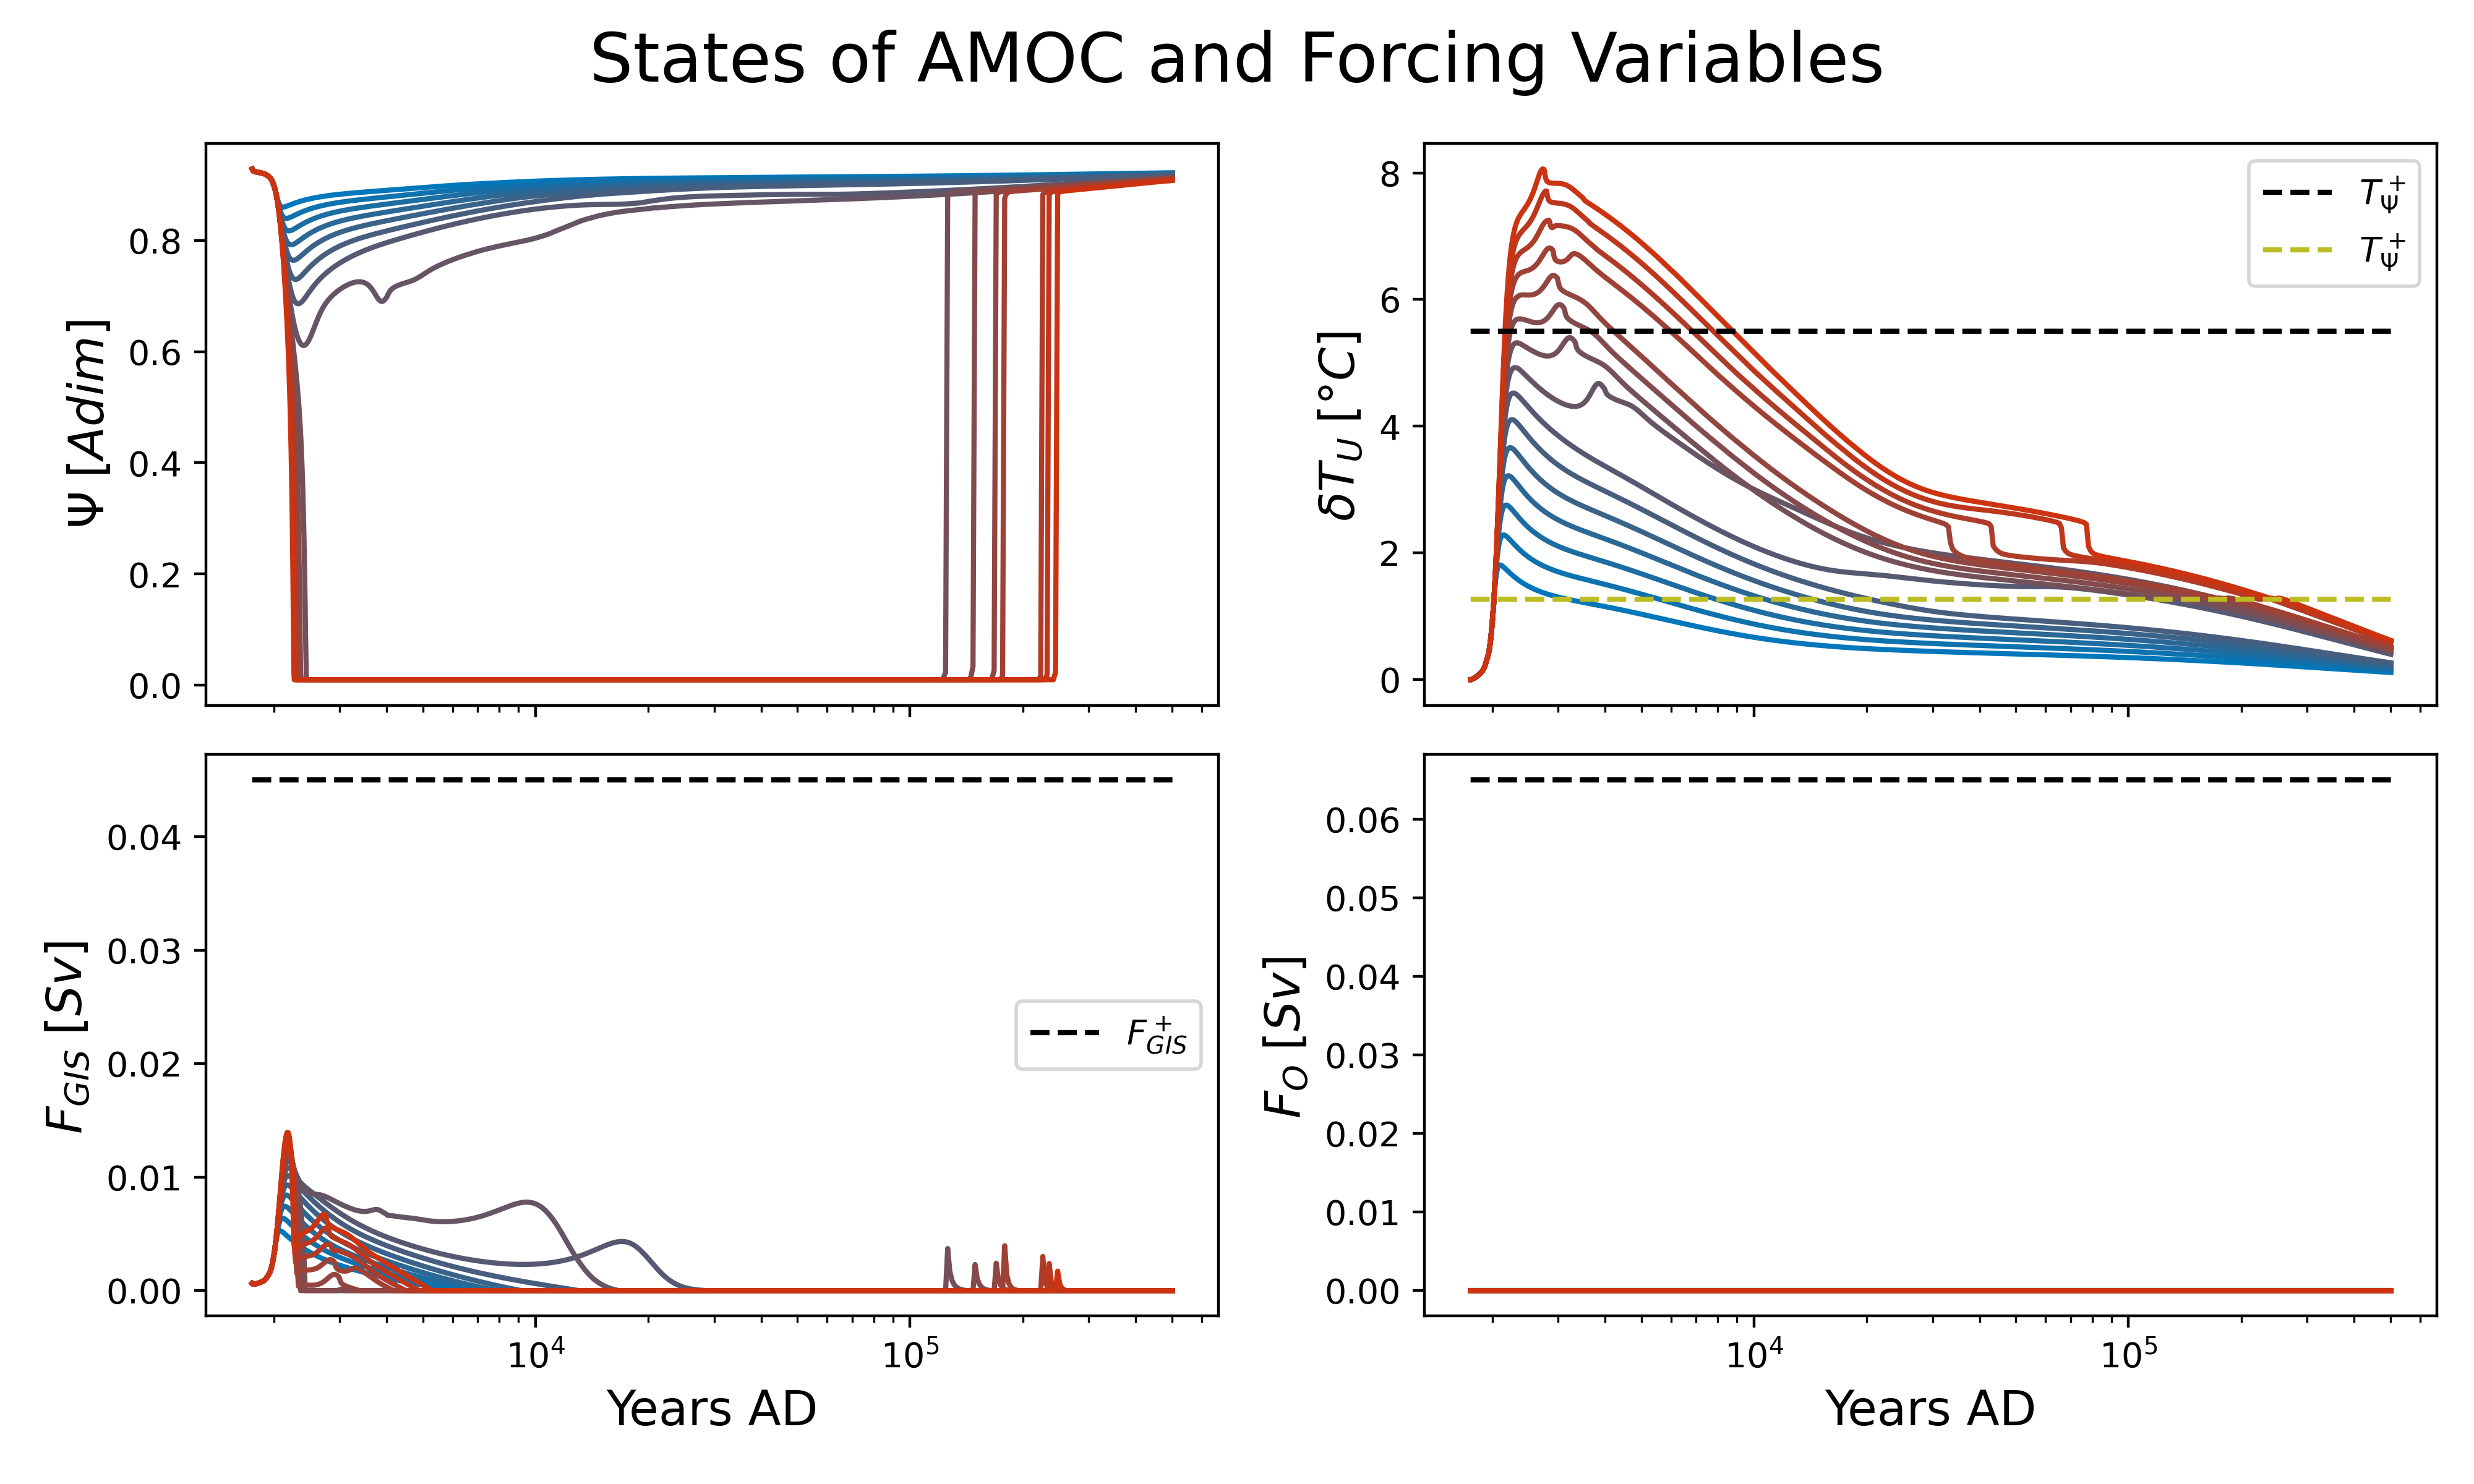 States of AMOC and Forcing Variables
Ψ [Adim]
0.8
0.6
0.4
0.2
0.0
δT_U [°C]
8
6
4
2
0
T_Ψ^+
T_Ψ^+
F_GIS [Sv]
0.04
0.03
0.02
0.01
0.00
F_GIS^+
10^4
10^5
Years AD
F_O [Sv]
0.06
0.05
0.04
0.03
0.02
0.01
0.00
10^4
10^5
Years AD